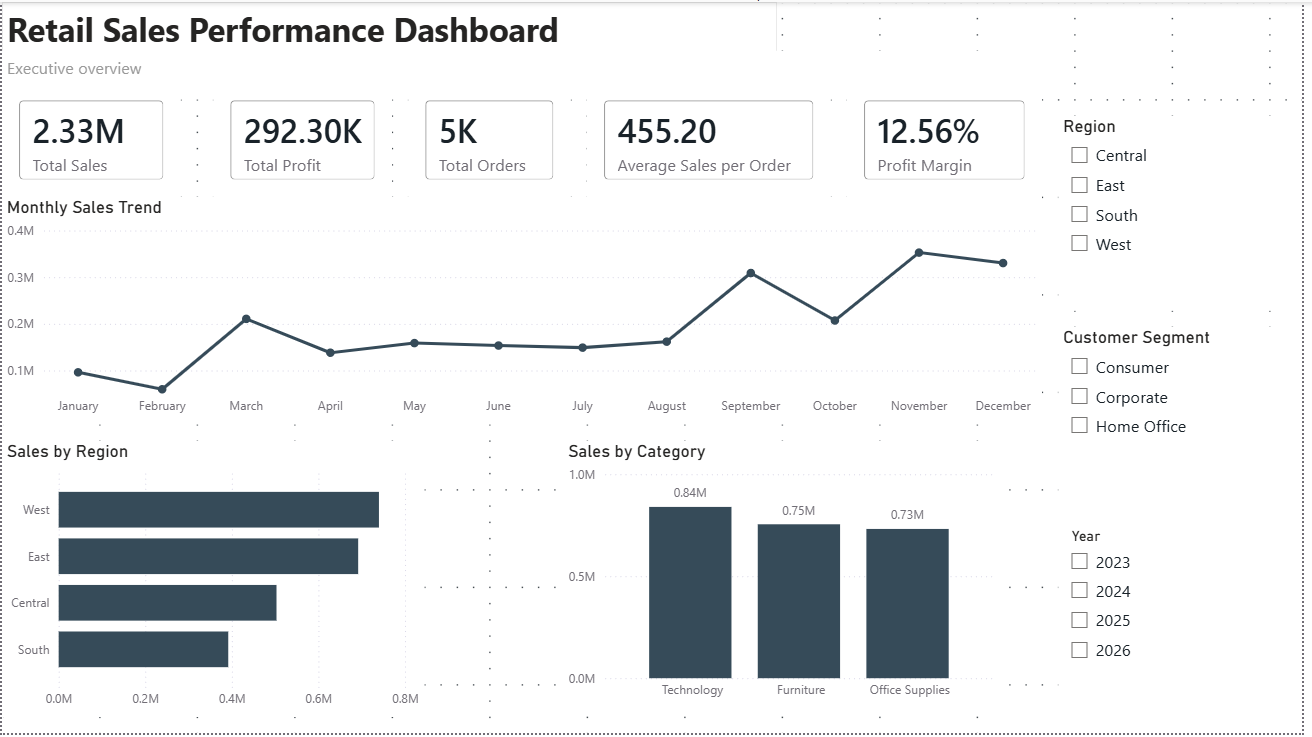 Retail Sales Performance Dashboard
Executive overview
2.33M
Total Sales
292.30K
Total Profit
5K
Total Orders
455.20
Average Sales per Order
12.56%
Profit Margin
Region
Central
East
South
West
Monthly Sales Trend
0.4M
0.3M
0.2M
0.1M
January February March April May June July August September October November December
Customer Segment
Consumer
Corporate
Home Office
Sales by Region
West
East
Central
South
0.0M 0.2M 0.4M 0.6M 0.8M
Sales by Category
1.0M
0.5M
0.0M
0.84M
0.75M
0.73M
Technology Furniture Office Supplies
Year
2023
2024
2025
2026